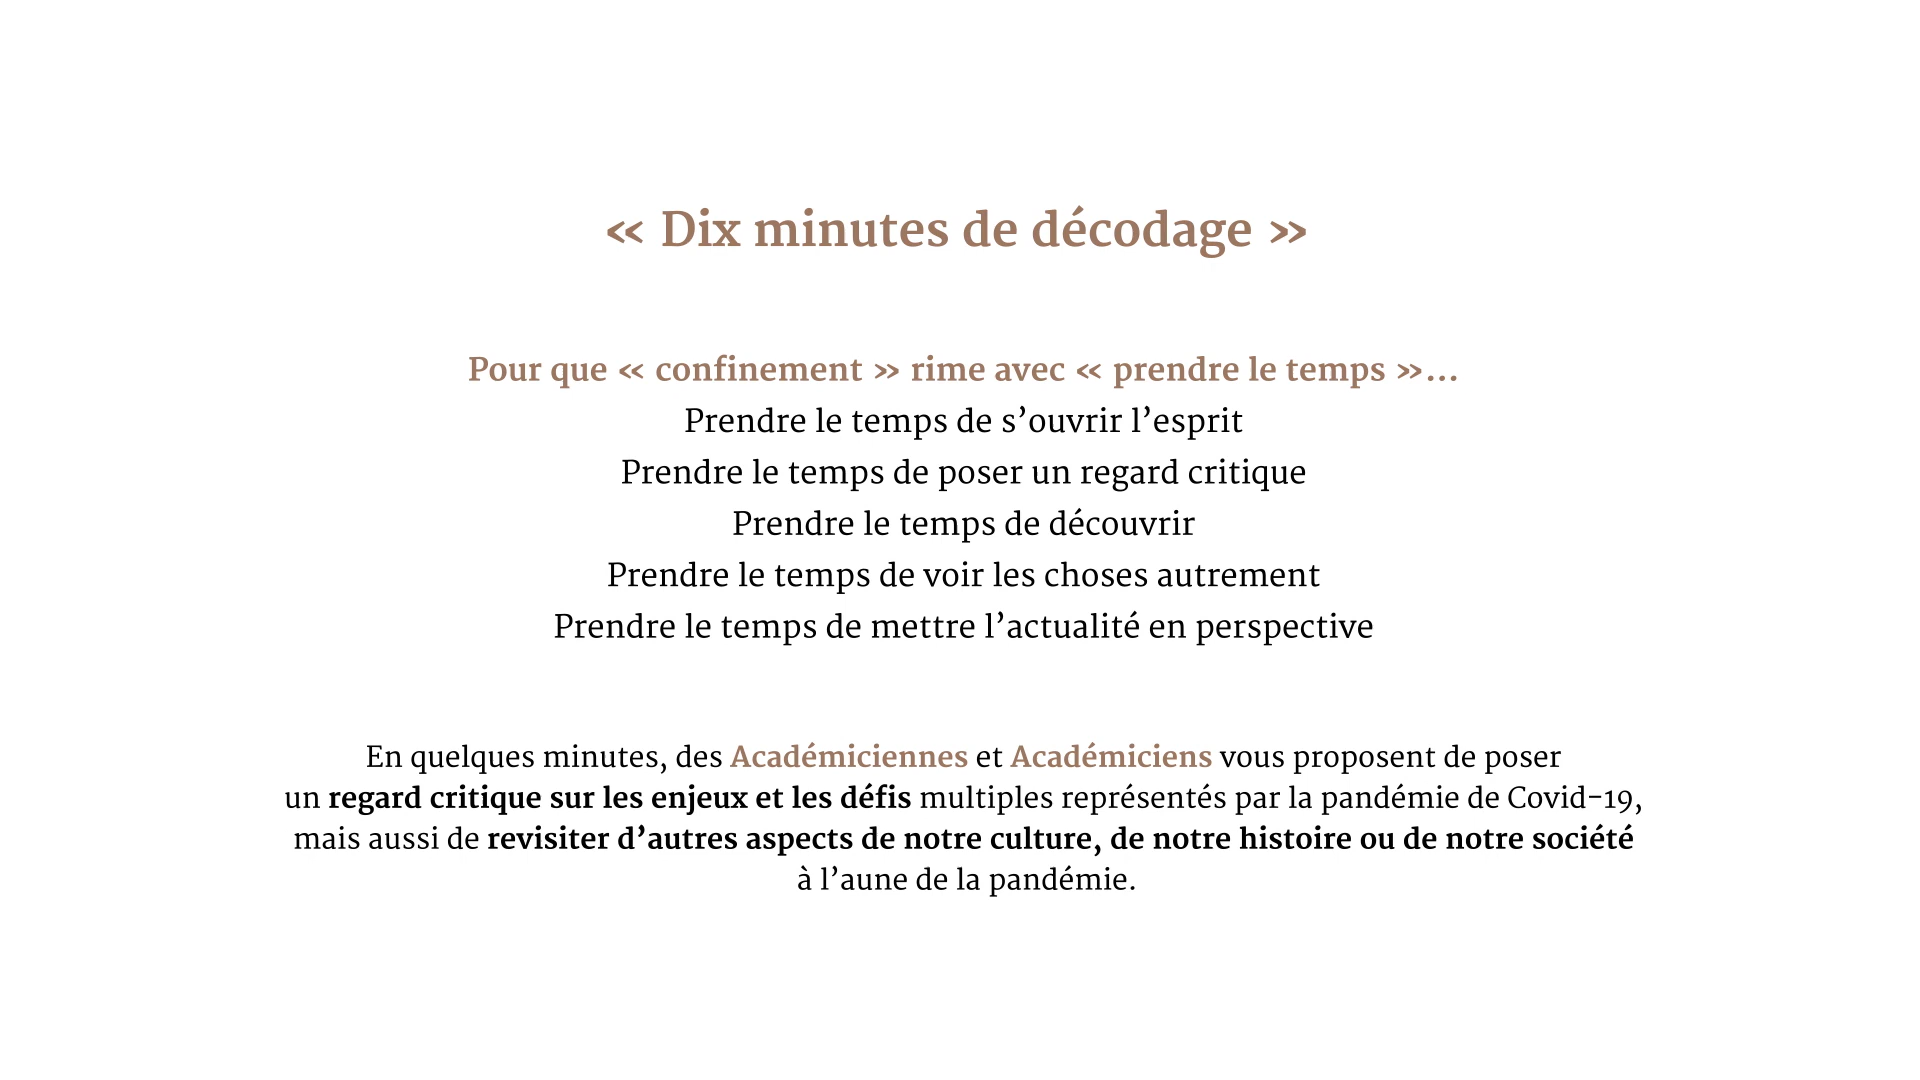 « Dix minutes de décodage »
Pour que « confinement » rime avec « prendre le temps »…
Prendre le temps de s’ouvrir l’esprit
Prendre le temps de poser un regard critique
Prendre le temps de découvrir
Prendre le temps de voir les choses autrement
Prendre le temps de mettre l’actualité en perspective
En quelques minutes, des Académiciennes et Académiciens vous proposent de poser
un regard critique sur les enjeux et les défis multiples représentés par la pandémie de Covid-19,
mais aussi de revisiter d’autres aspects de notre culture, de notre histoire ou de notre société
à l’aune de la pandémie.